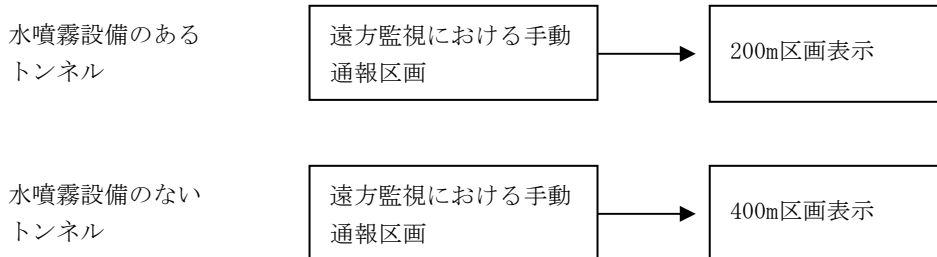 水噴霧設備のある
トンネル
遠方監視における手動
通報区画
200m区画表示
水噴霧設備のない
トンネル
遠方監視における手動
通報区画
400m区画表示